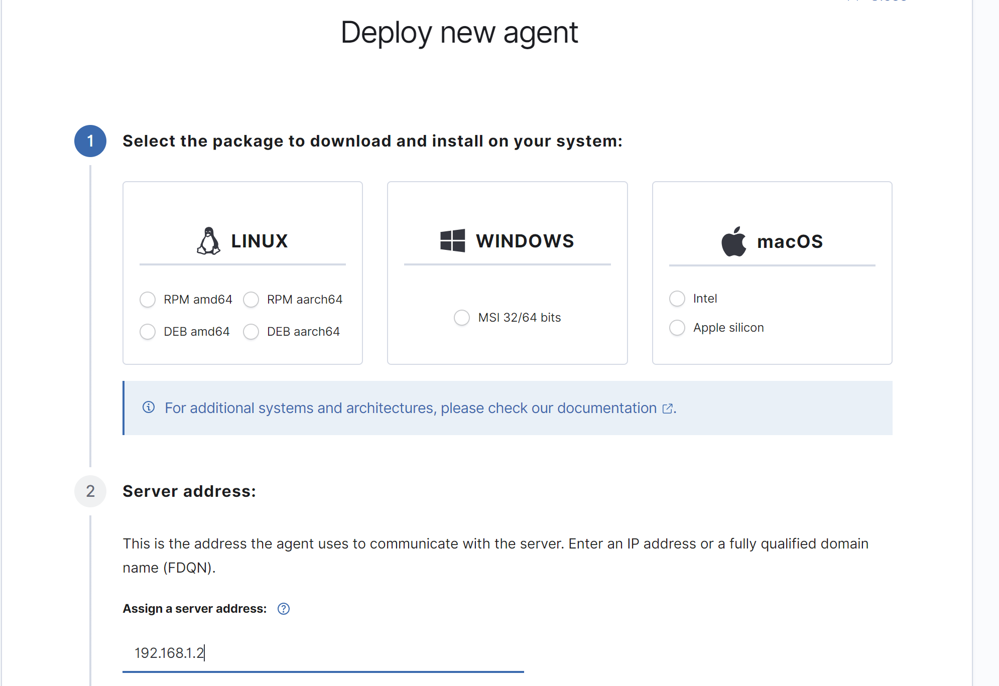 Deploy new agent
1
Select the package to download and install on your system:
LINUX
RPM amd64
RPM aarch64
DEB amd64
DEB aarch64
WINDOWS
MSI 32/64 bits
macOS
Intel
Apple silicon
For additional systems and architectures, please check our documentation.
2
Server address:
This is the address the agent uses to communicate with the server. Enter an IP address or a fully qualified domain
name (FDQN).
Assign a server address:
192.168.1.2